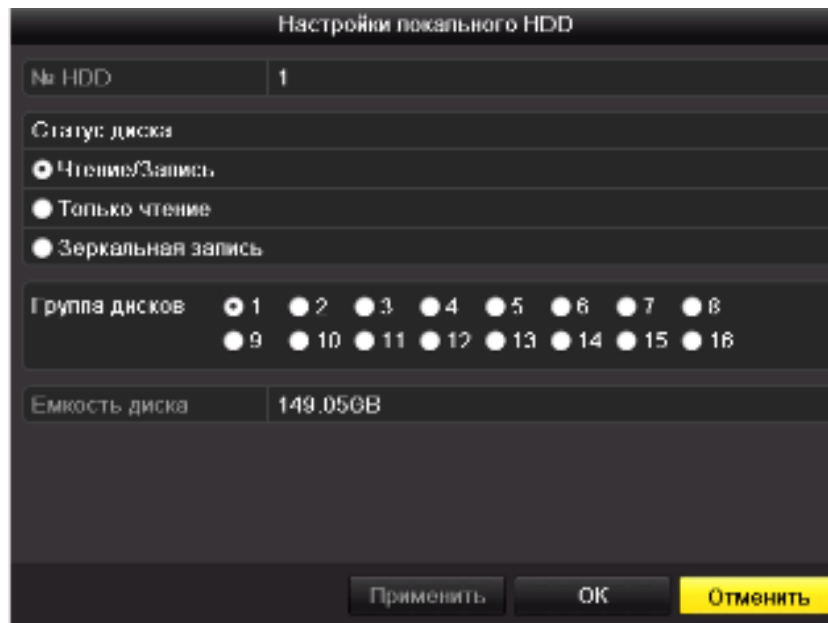 Настройки локального HDD
№ HDD 1
Статус диска
Чтение/Запись
Только чтение
Зеркальная запись
Группа дисков 1 2 3 4 5 6 7 8
9 10 11 12 13 14 15 16
Емкость диска 149.05GB
Применить OK Отменить